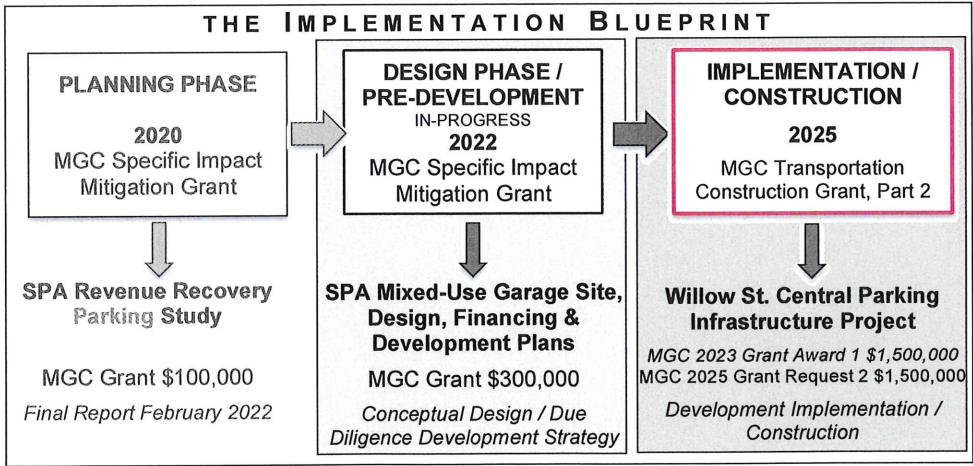 THE IMPLEMENTATION BLUEPRINT
PLANNING PHASE
2020
MGC Specific Impact
Mitigation Grant
SPA Revenue Recovery
Parking Study
MGC Grant $100,000
Final Report February 2022
DESIGN PHASE /
PRE-DEVELOPMENT
IN-PROGRESS
2022
MGC Specific Impact
Mitigation Grant
SPA Mixed-Use Garage Site,
Design, Financing &
Development Plans
MGC Grant $300,000
Conceptual Design / Due
Diligence Development Strategy
IMPLEMENTATION /
CONSTRUCTION
2025
MGC Transportation
Construction Grant, Part 2
Willow St. Central Parking
Infrastructure Project
MGC 2023 Grant Award 1 $1,500,000
MGC 2025 Grant Request 2 $1,500,000
Development Implementation /
Construction